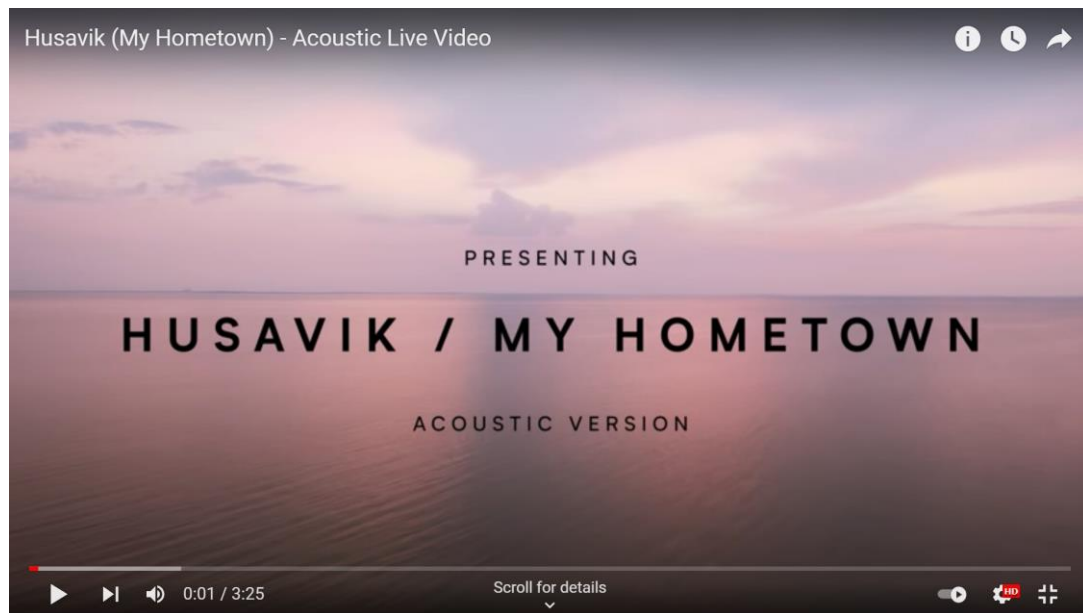 Husavik (My Hometown) - Acoustic Live Video
PRESENTING
HUSAVIK / MY HOMETOWN
ACOUSTIC VERSION
0:01 / 3:25
Scroll for details
HD